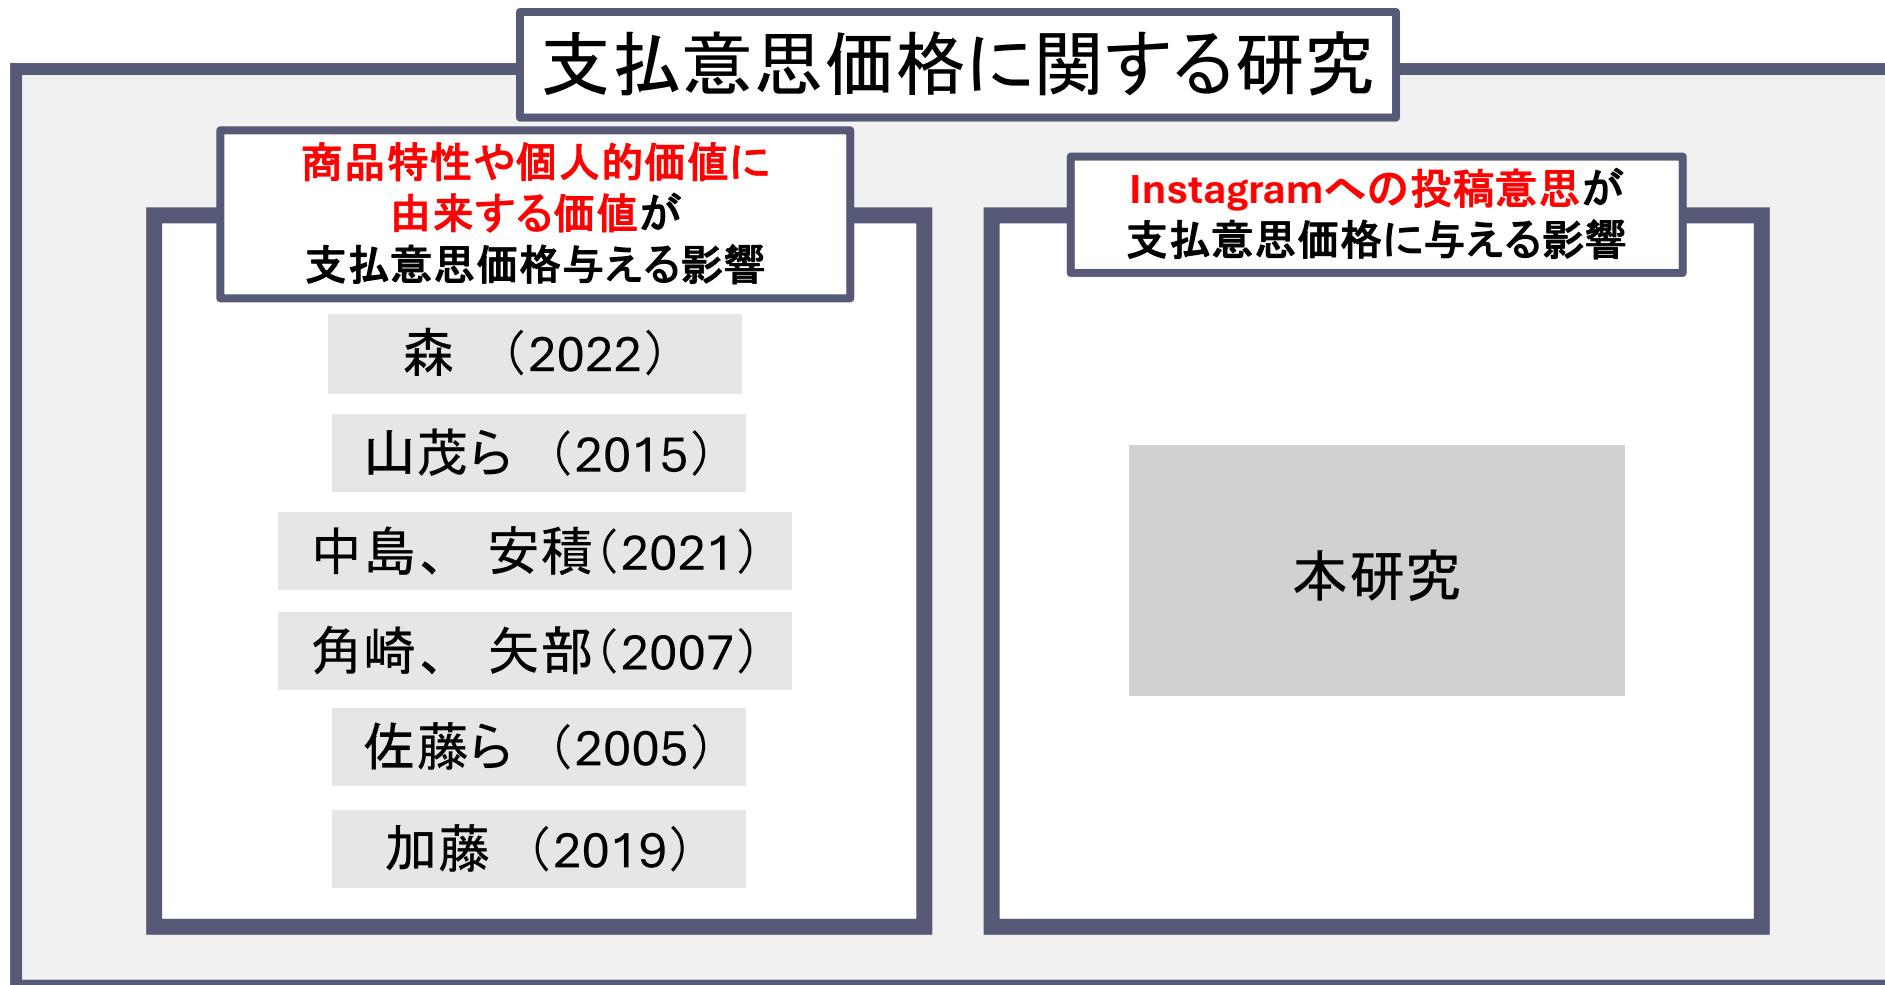 支払意思価格に関する研究
商品特性や個人的価値に
由来する価値が
支払意思価格与える影響
森 （2022）
山茂ら （2015）
中島、 安積（2021）
角崎、 矢部（2007）
佐藤ら （2005）
加藤 （2019）
Instagramへの投稿意思が
支払意思価格に与える影響
本研究